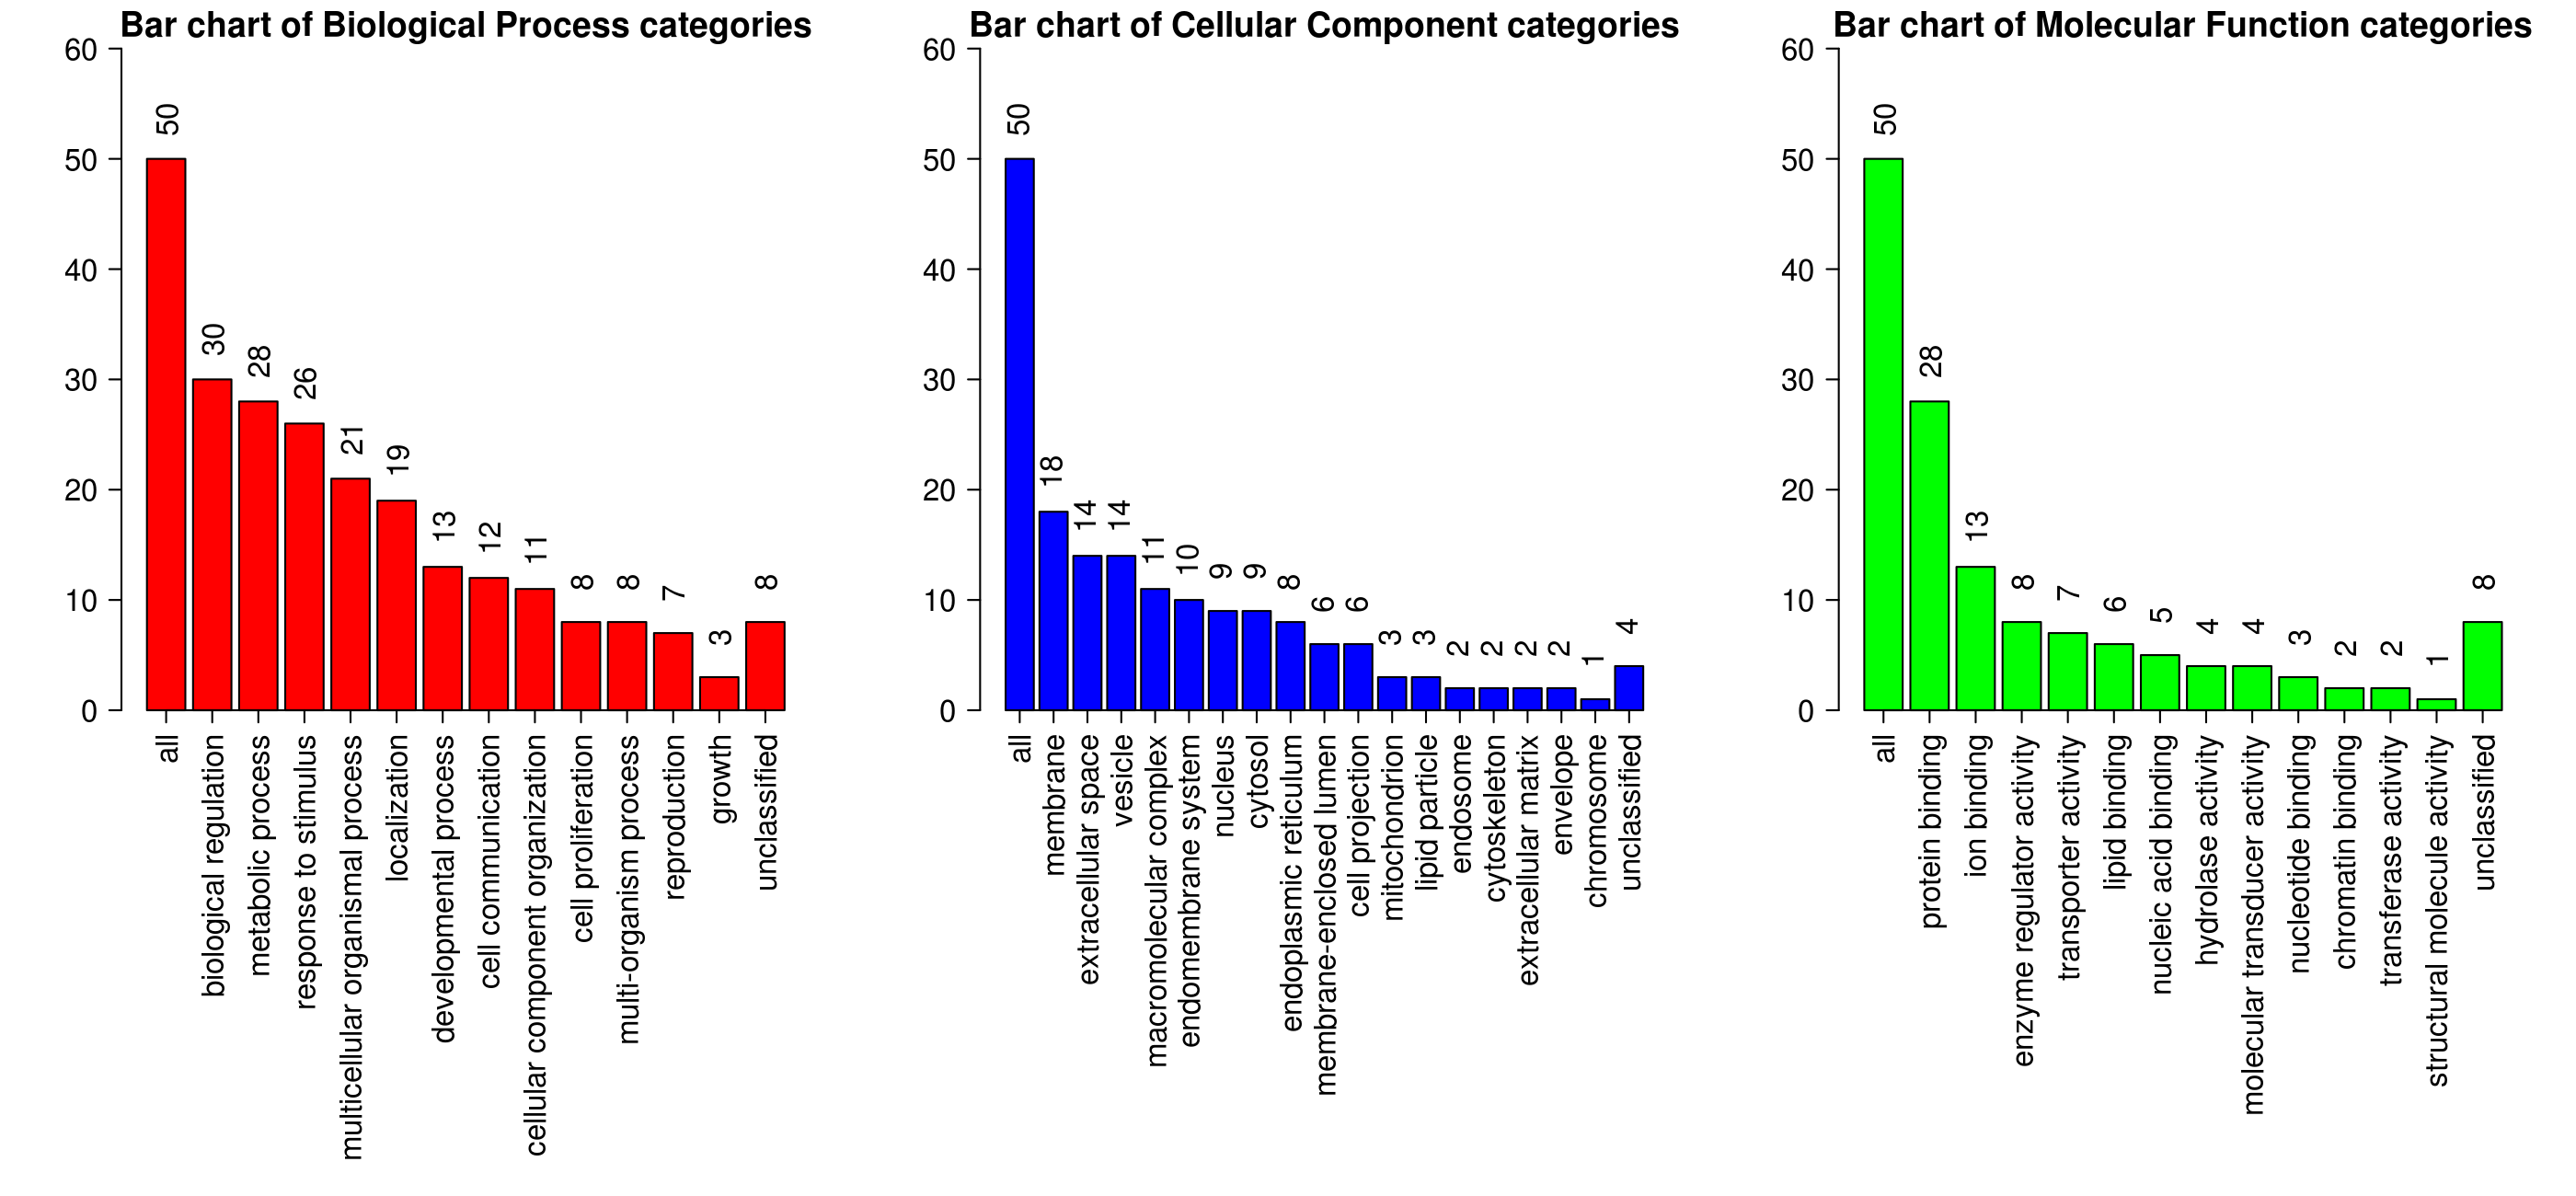 Bar chart of Biological Process categories
60
50
40
30
20
10
0
50
30
28
26
21
19
13
12
11
8
8
7
3
8
all
biological regulation
metabolic process
response to stimulus
multicellular organismal process
localization
developmental process
cell communication
cellular component organization
cell proliferation
multi-organism process
reproduction
growth
unclassified
Bar chart of Cellular Component categories
60
50
40
30
20
10
0
50
18
14
14
11
10
9
9
8
6
6
3
3
2
2
2
2
1
4
all
membrane
extracellular space
vesicle
macromolecular complex
endomembrane system
nucleus
cytosol
endoplasmic reticulum
membrane-enclosed lumen
cell projection
mitochondrion
lipid particle
endosome
cytoskeleton
extracellular matrix
envelope
chromosome
unclassified
Bar chart of Molecular Function categories
60
50
40
30
20
10
0
50
28
13
8
7
6
5
4
4
3
2
2
1
8
all
protein binding
ion binding
enzyme regulator activity
transporter activity
lipid binding
nucleic acid binding
hydrolase activity
molecular transducer activity
nucleotide binding
chromatin binding
transferase activity
structural molecule activity
unclassified